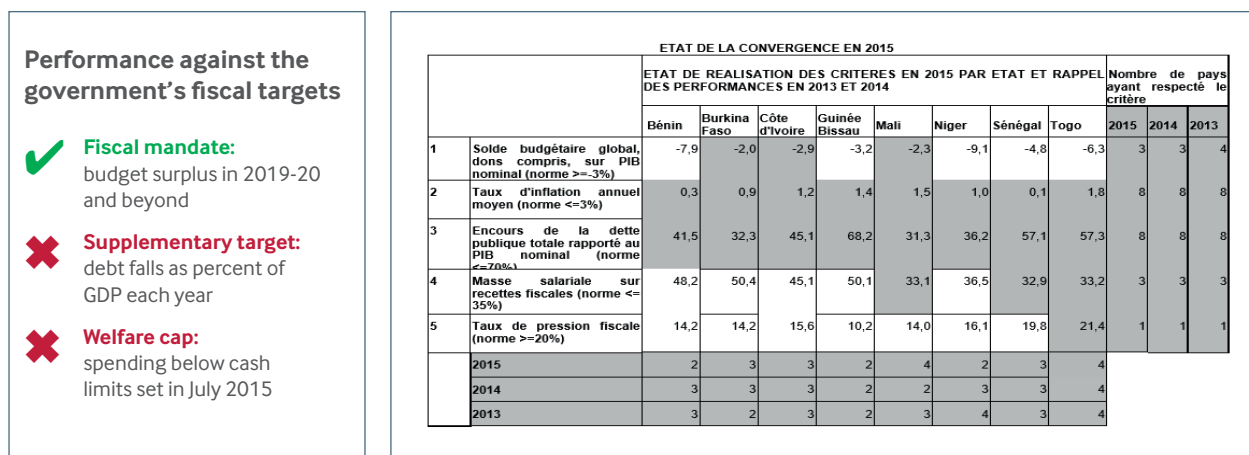 Performance against the
government's fiscal targets
Fiscal mandate:
budget surplus in 2019-20
and beyond
Supplementary target:
debt falls as percent of
GDP each year
Welfare cap:
spending below cash
limits set in July 2015
ETAT DE LA CONVERGENCE EN 2015
ETAT DE REALISATION DES CRITERES EN 2015 PAR ETAT ET RAPPEL
DES PERFORMANCES EN 2013 ET 2014
Nombre de pays
ayant respecté le
critère
Bénin Burkina Faso Côte d'Ivoire Guinée Bissau Mali Niger Sénégal Togo 2015 2014 2013
1 Solde budgétaire global, -7,9 -2,0 -2,9 -3,2 -2,3 -9,1 -4,8 -6,3 3 3 4
dons compris, sur PIB
nominal (norme >=-3%)
2 Taux d'inflation annuel 0,3 0,9 1,2 1,4 1,5 1,0 0,1 1,8 8 8 8
moyen (norme <=3%)
3 Encours de la dette
publique totale rapporté au 41,5 32,3 45,1 68,2 31,3 36,2 57,1 57,3 8 8 8
PIB nominal (norme
<=70%)
4 Masse salariale sur 48,2 50,4 45,1 50,1 33,1 36,5 32,9 33,2 3 3 3
recettes fiscales (norme <=
35%)
5 Taux de pression fiscale 14,2 14,2 15,6 10,2 14,0 16,1 19,8 21,4 1 1 1
(norme >=20%)
2015 2 3 3 2 4 2 3 4
2014 3 3 3 2 2 3 3 4
2013 3 2 3 2 3 4 3 4